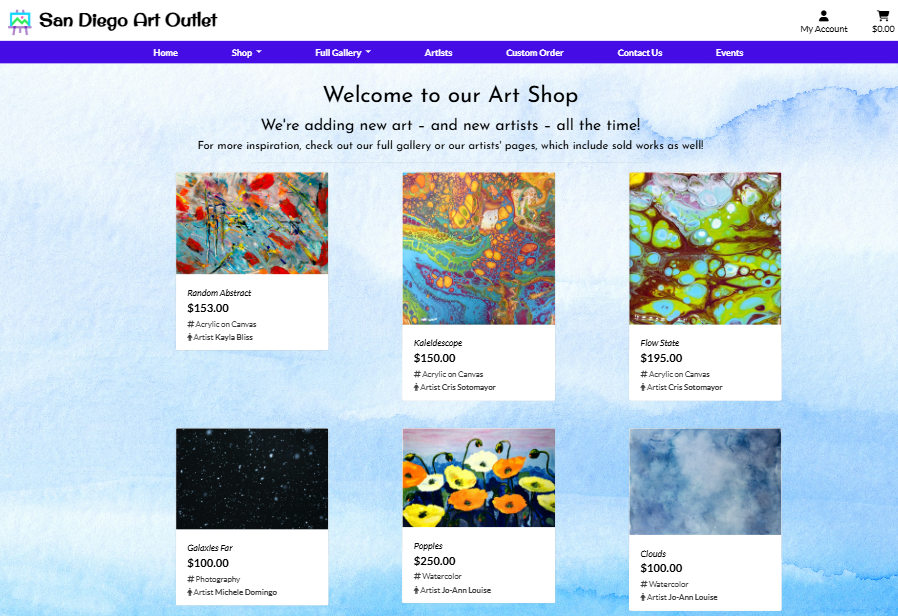 San Diego Art Outlet
My Account
$0.00
Home Shop Full Gallery Artists Custom Order Contact Us Events
Welcome to our Art Shop
We're adding new art – and new artists – all the time!
For more inspiration, check out our full gallery or our artists' pages, which include sold works as well!
Random Abstract
$153.00
# Acrylic on Canvas
Artist Kayla Bliss
Kaleidescope
$150.00
# Acrylic on Canvas
Artist Cris Sotomayor
Flow State
$195.00
# Acrylic on Canvas
Artist Cris Sotomayor
Galaxies Far
$100.00
# Photography
Artist Michele Domingo
Poppies
$250.00
# Watercolor
Artist Jo-Ann Louise
Clouds
$100.00
# Watercolor
Artist Jo-Ann Louise